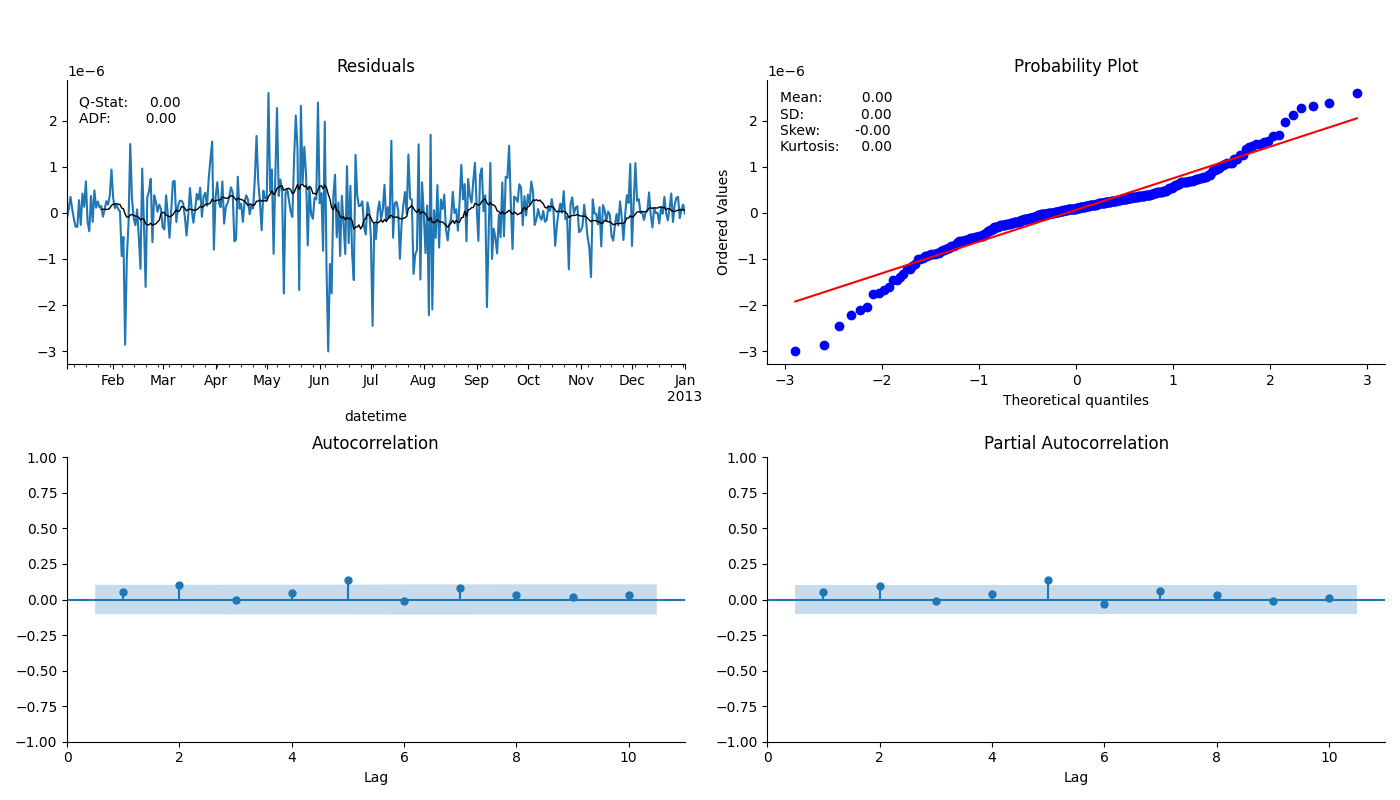 Residuals
1e−6
Q-Stat: 0.00
ADF: 0.00
2
1
0
−1
−2
−3
Feb Mar Apr May Jun Jul Aug Sep Oct Nov Dec Jan
2013
datetime
Probability Plot
1e−6
Mean: 0.00
SD: 0.00
Skew: -0.00
Kurtosis: 0.00
Ordered Values
2
1
0
−1
−2
−3
−3 −2 −1 0 1 2 3
Theoretical quantiles
Autocorrelation
1.00
0.75
0.50
0.25
0.00
−0.25
−0.50
−0.75
−1.00
0 2 4 6 8 10
Lag
Partial Autocorrelation
1.00
0.75
0.50
0.25
0.00
−0.25
−0.50
−0.75
−1.00
0 2 4 6 8 10
Lag